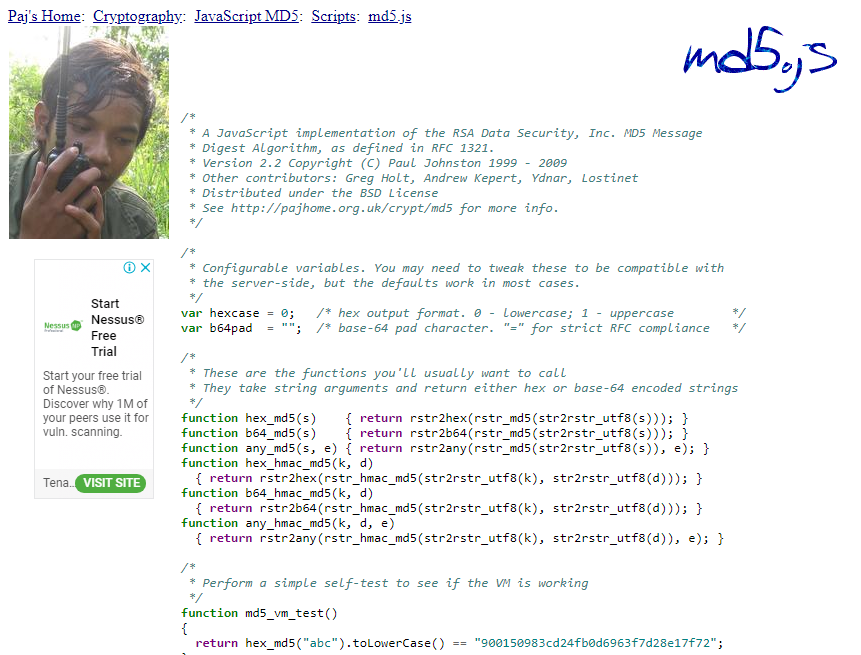 Paj's Home: Cryptography: JavaScript MD5: Scripts: md5.js
md5.js
/*
 * A JavaScript implementation of the RSA Data Security, Inc. MD5 Message
 * Digest Algorithm, as defined in RFC 1321.
 * Version 2.2 Copyright (C) Paul Johnston 1999 - 2009
 * Other contributors: Greg Holt, Andrew Kepert, Ydnar, Lostinet
 * Distributed under the BSD License
 * See http://pajhome.org.uk/crypt/md5 for more info.
 */
/*
 * Configurable variables. You may need to tweak these to be compatible with
 * the server-side, but the defaults work in most cases.
 */
var hexcase = 0;   /* hex output format. 0 - lowercase; 1 - uppercase        */
var b64pad  = "";  /* base-64 pad character. "=" for strict RFC compliance   */
/*
 * These are the functions you'll usually want to call
 * They take string arguments and return either hex or base-64 encoded strings
 */
function hex_md5(s)    { return rstr2hex(rstr_md5(str2rstr_utf8(s))); }
function b64_md5(s)    { return rstr2b64(rstr_md5(str2rstr_utf8(s))); }
function any_md5(s, e) { return rstr2any(rstr_md5(str2rstr_utf8(s)), e); }
function hex_hmac_md5(k, d)
  { return rstr2hex(rstr_hmac_md5(str2rstr_utf8(k), str2rstr_utf8(d))); }
function b64_hmac_md5(k, d)
  { return rstr2b64(rstr_hmac_md5(str2rstr_utf8(k), str2rstr_utf8(d))); }
function any_hmac_md5(k, d, e)
  { return rstr2any(rstr_hmac_md5(str2rstr_utf8(k), str2rstr_utf8(d)), e); }
/*
 * Perform a simple self-test to see if the VM is working
 */
function md5_vm_test()
{
  return hex_md5("abc").toLowerCase() == "900150983cd24fb0d6963f7d28e17f72";
Nessus
Start
Nessus®
Free
Trial
Start your free trial
of Nessus®.
Discover why 1M of
your peers use it for
vuln. scanning.
Tena... VISIT SITE